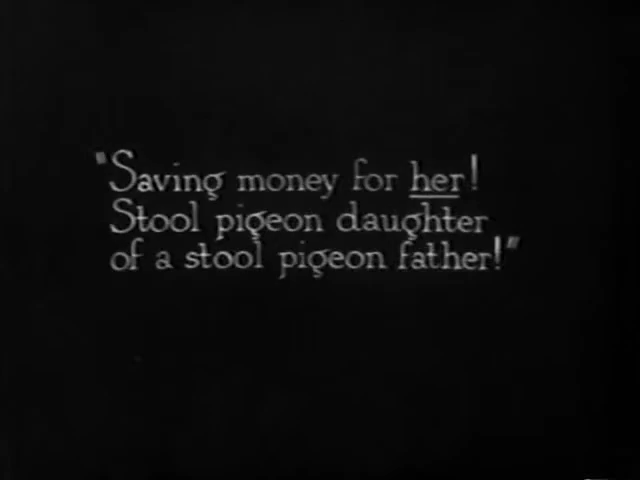 "Saving money for her!
Stool pigeon daughter
of a stool pigeon father!"